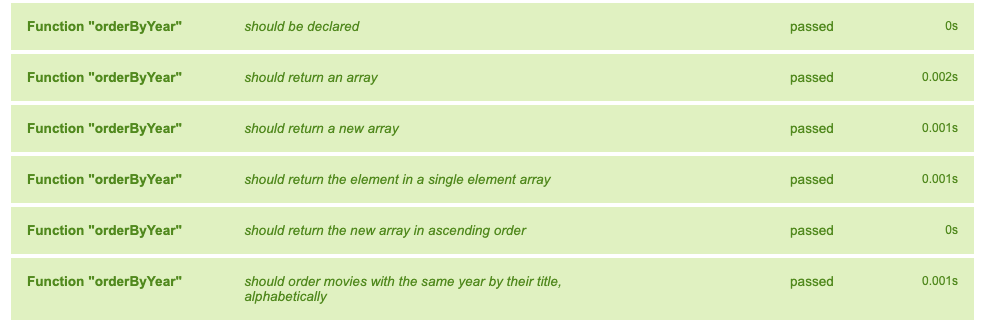 Function "orderByYear" should be declared passed 0s
Function "orderByYear" should return an array passed 0.002s
Function "orderByYear" should return a new array passed 0.001s
Function "orderByYear" should return the element in a single element array passed 0.001s
Function "orderByYear" should return the new array in ascending order passed 0s
Function "orderByYear" should order movies with the same year by their title, passed 0.001s
alphabetically